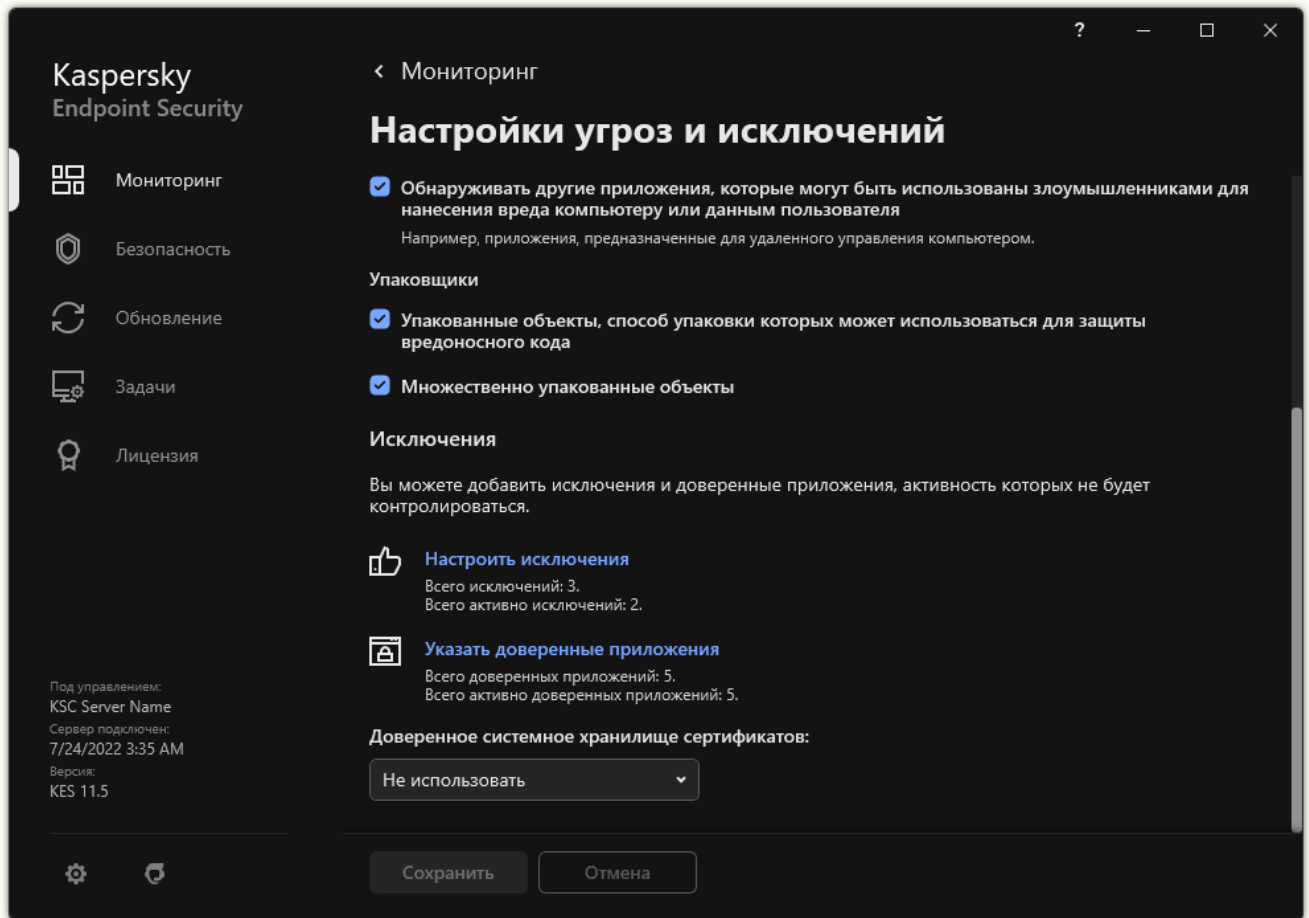 ?
Kaspersky
Endpoint Security
Мониторинг
Безопасность
Обновление
Задачи
Лицензия
Под управлением:
KSC Server Name
Сервер подключен:
7/24/2022 3:35 AM
Версия:
KES 11.5
Мониторинг
Настройки угроз и исключений
Обнаруживать другие приложения, которые могут быть использованы злоумышленниками для
нанесения вреда компьютеру или данным пользователя
Например, приложения, предназначенные для удаленного управления компьютером.
Упаковщики
Упакованные объекты, способ упаковки которых может использоваться для защиты
вредоносного кода
Множественно упакованные объекты
Исключения
Вы можете добавить исключения и доверенные приложения, активность которых не будет
контролироваться.
Настроить исключения
Всего исключений: 3.
Всего активно исключений: 2.
Указать доверенные приложения
Всего доверенных приложений: 5.
Всего активно доверенных приложений: 5.
Доверенное системное хранилище сертификатов:
Не использовать
Сохранить
Отмена